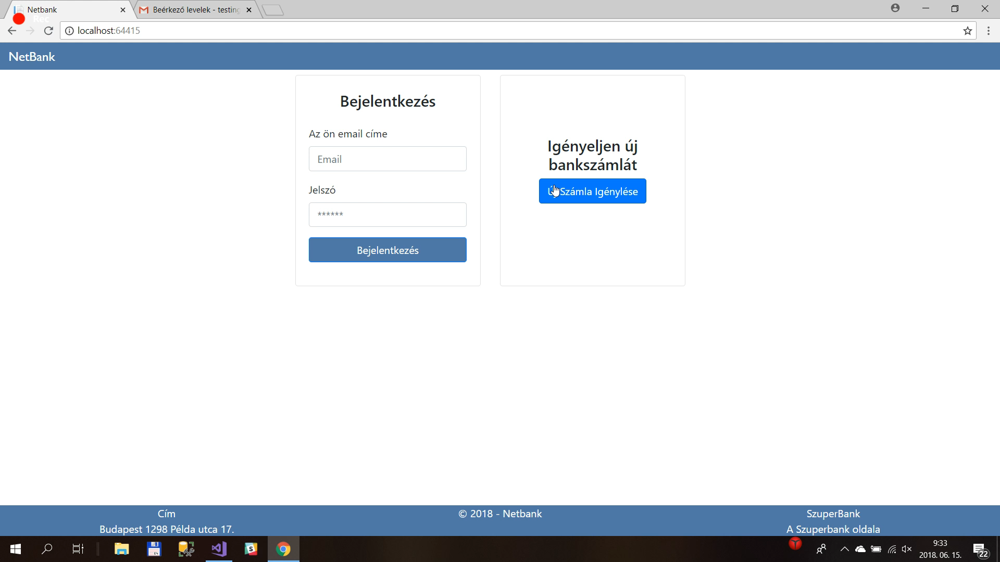 Netbank
Beérkező levelek - testing
Rec
localhost:64415
NetBank
Bejelentkezés
Az ön email címe
Email
Jelszó
******
Bejelentkezés
Igényeljen új
bankszámlát
Számla Igénylése
Cím
Budapest 1298 Példa utca 17.
© 2018 - Netbank
SzuperBank
A Szuperbank oldala
9:33
2018. 06. 15.
22